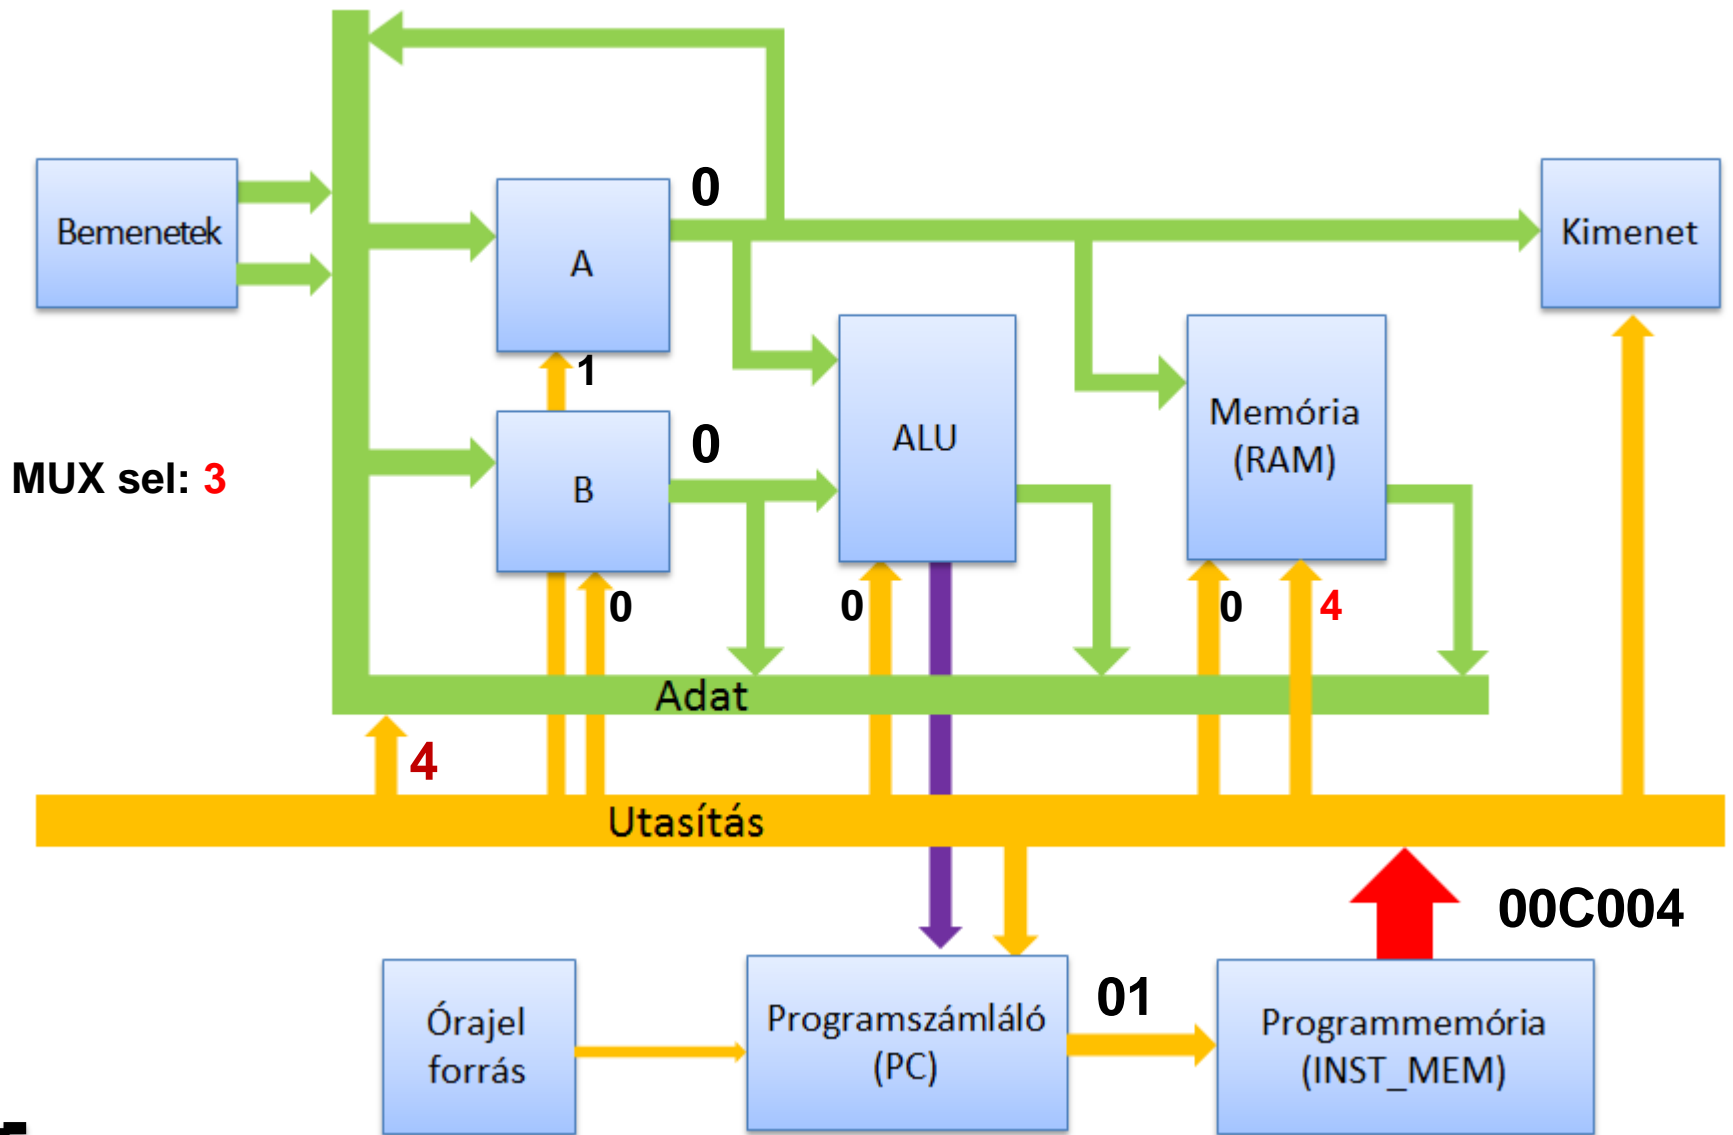 0
Bemenetek
A
Kimenet
1
0
ALU
Memória
(RAM)
MUX sel: 3
B
0
0
0
4
Adat
4
Utasítás
00C004
01
Órajel
forrás
Programszámláló
(PC)
Programmemória
(INST_MEM)